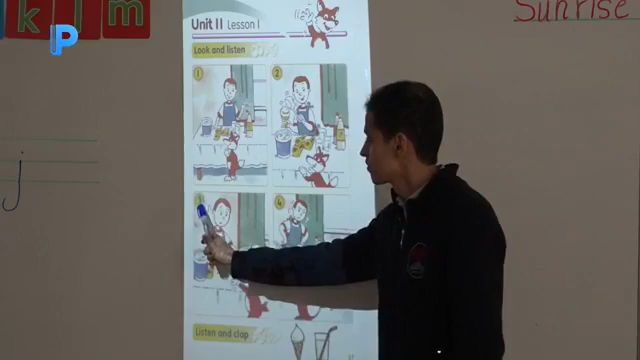 k l m
P
Sunrise
Unit 11 Lesson 1
Look and listen
1
2
j
3
4
Listen and clap